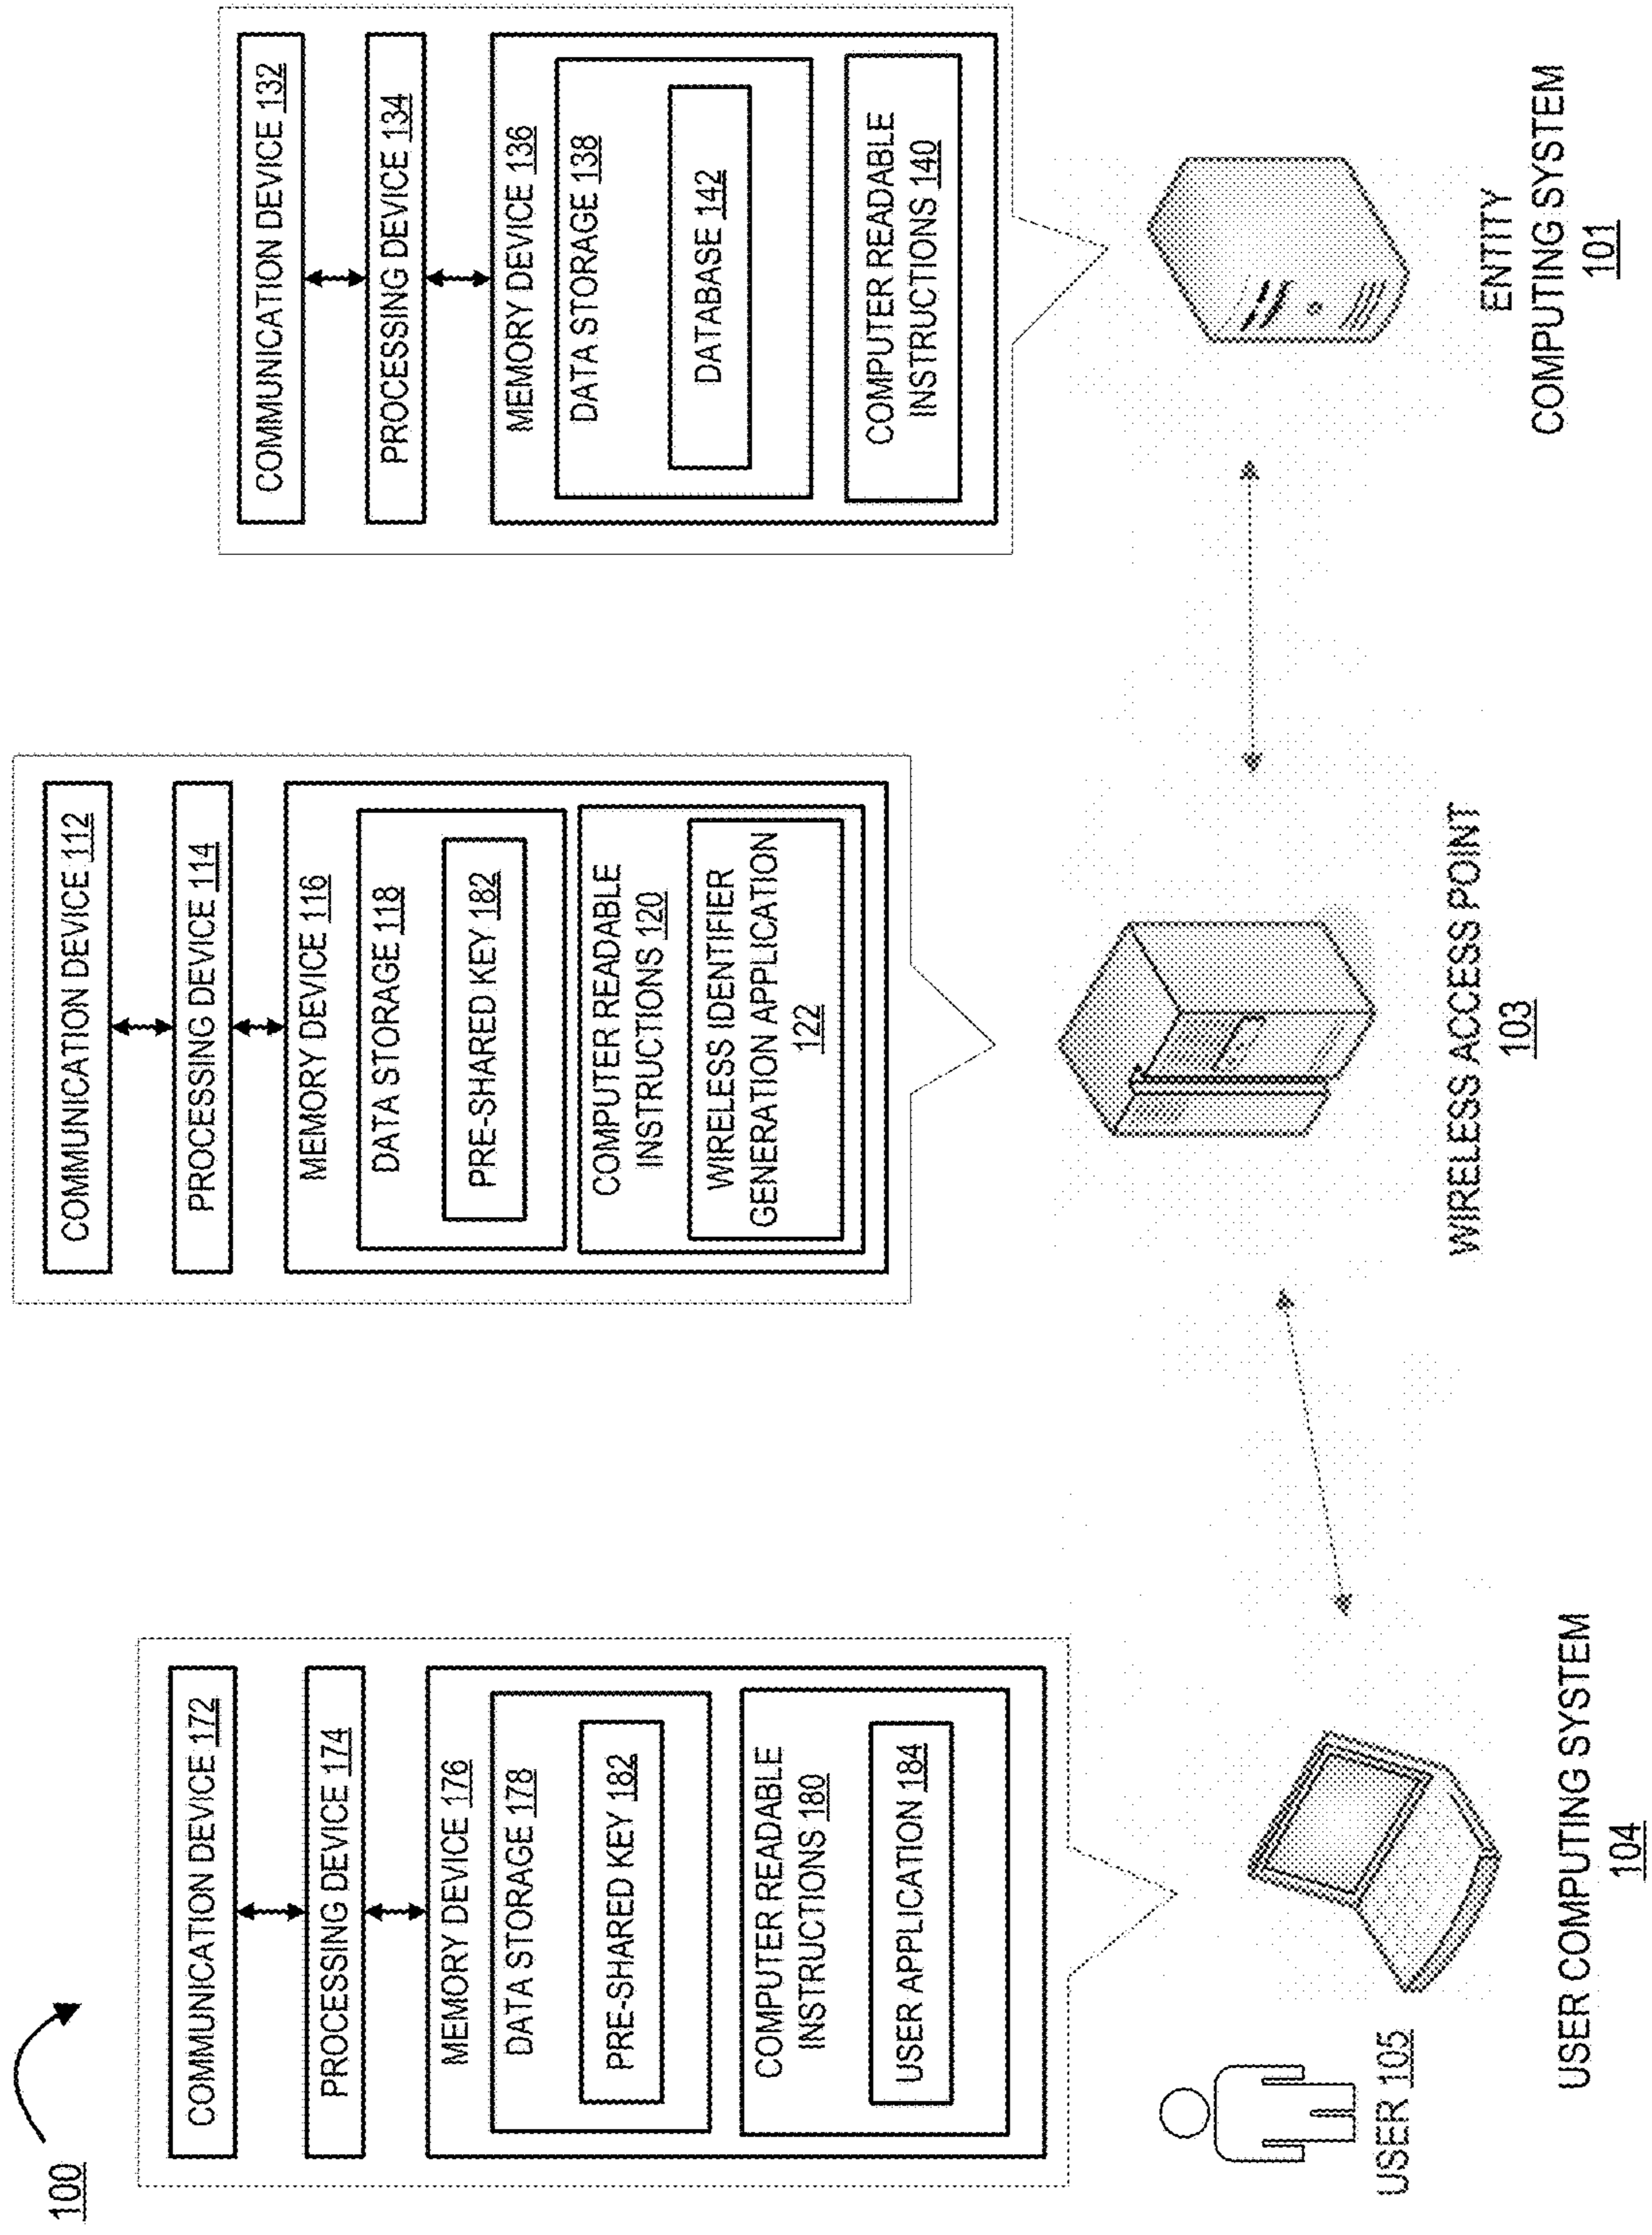 100
COMMUNICATION DEVICE 172
PROCESSING DEVICE 174
MEMORY DEVICE 176
DATA STORAGE 178
PRE-SHARED KEY 182
COMPUTER READABLE
INSTRUCTIONS 180
USER APPLICATION 184
USER 105
USER COMPUTING SYSTEM
104
COMMUNICATION DEVICE 112
PROCESSING DEVICE 114
MEMORY DEVICE 116
DATA STORAGE 118
PRE-SHARED KEY 182
COMPUTER READABLE
INSTRUCTIONS 120
WIRELESS IDENTIFIER
GENERATION APPLICATION
122
WIRELESS ACCESS POINT
103
COMMUNICATION DEVICE 132
PROCESSING DEVICE 134
MEMORY DEVICE 136
DATA STORAGE 138
DATABASE 142
COMPUTER READABLE
INSTRUCTIONS 140
ENTITY
COMPUTING SYSTEM
101